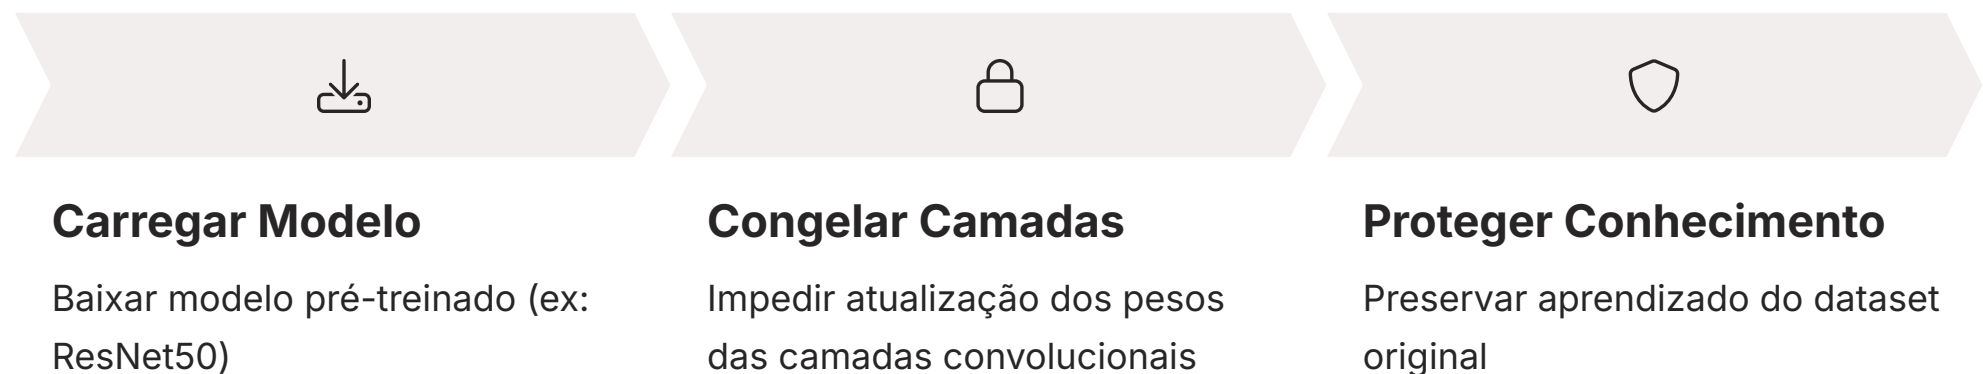 Carregar Modelo
Baixar modelo pré-treinado (ex:
ResNet50)
Congelar Camadas
Impedir atualização dos pesos
das camadas convolucionais
Proteger Conhecimento
Preservar aprendizado do dataset
original